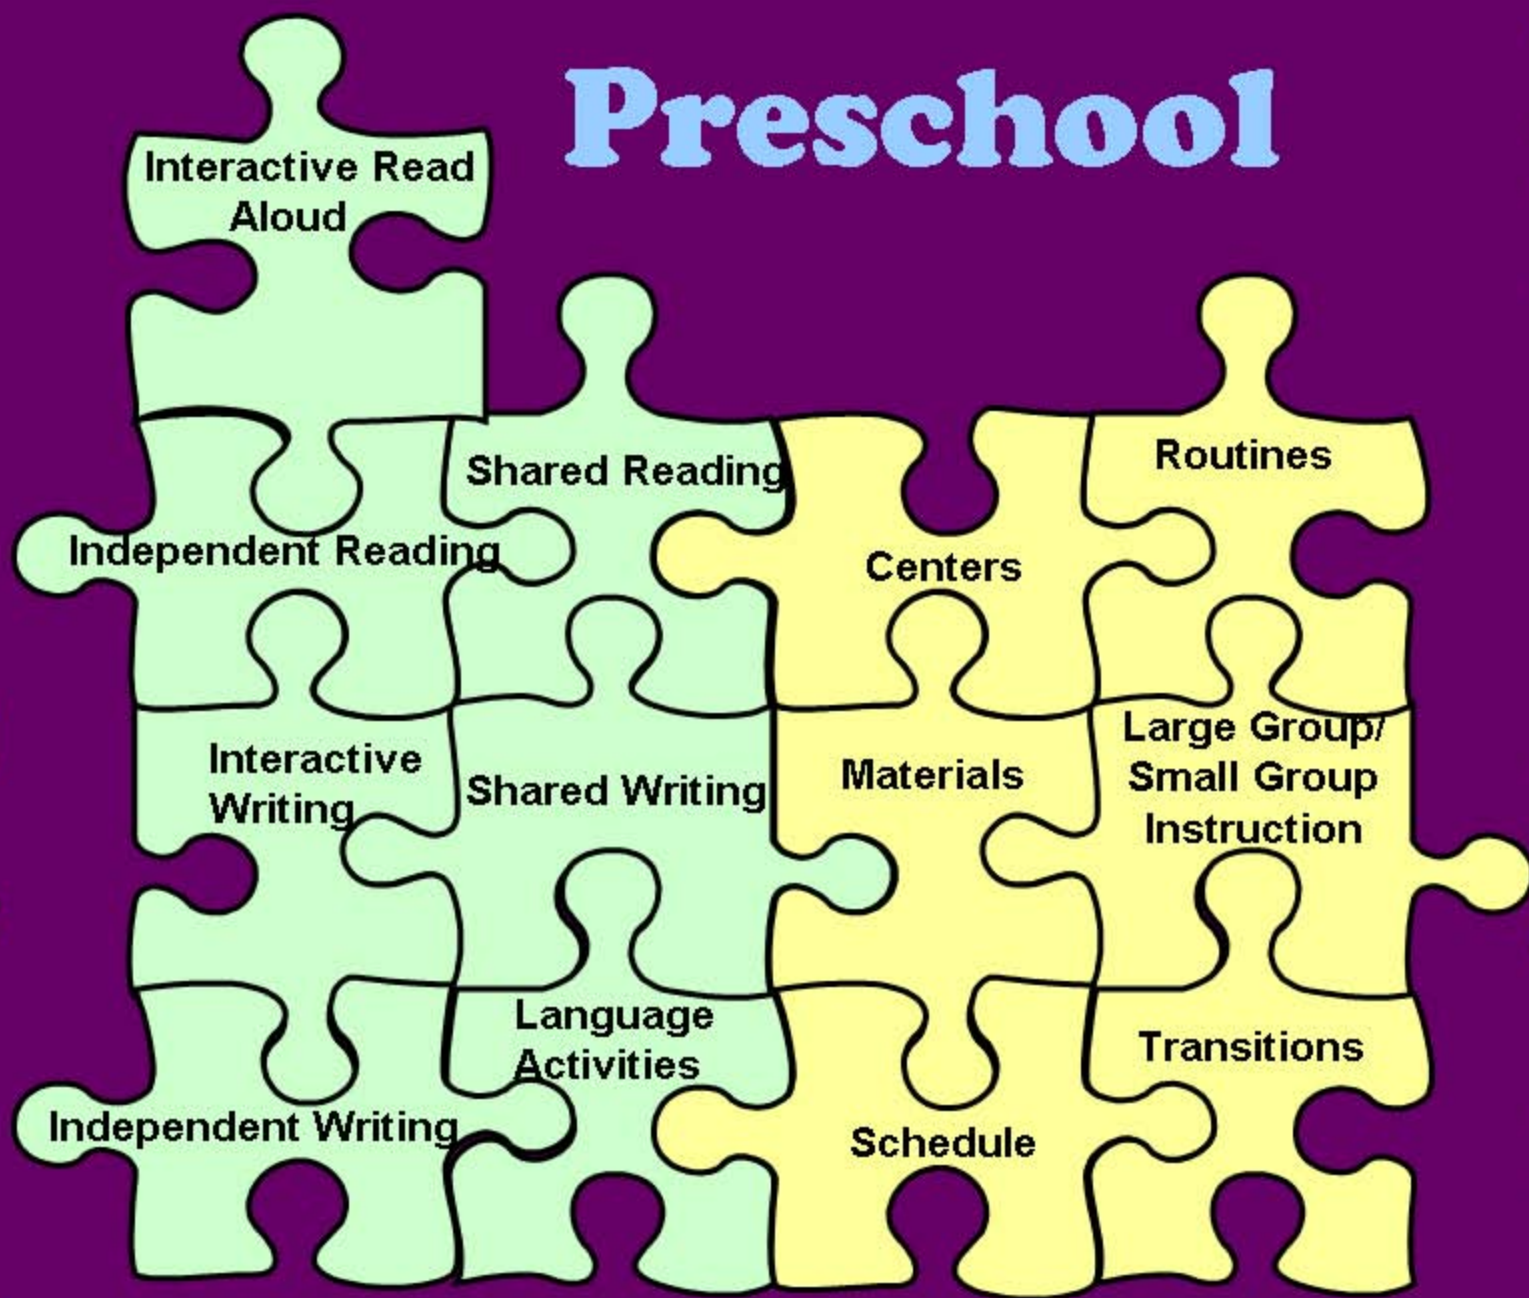 Preschool
Interactive Read
Aloud
Shared Reading
Routines
Independent Reading
Centers
Interactive
Writing
Shared Writing
Materials
Large Group/
Small Group
Instruction
Language
Activities
Transitions
Independent Writing
Schedule